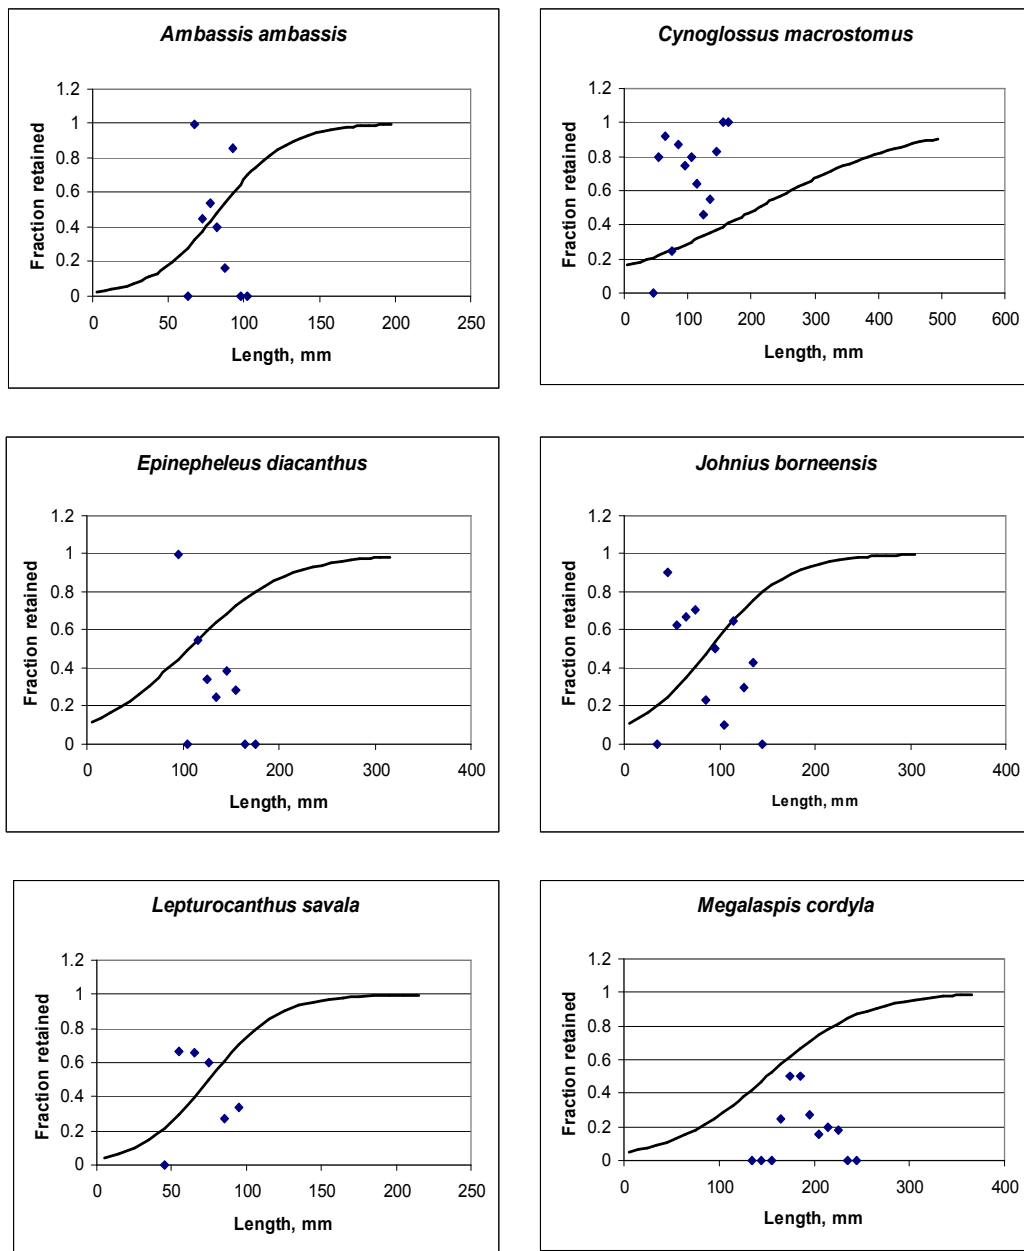 Ambassis ambassis
Fraction retained
1.2
1
0.8
0.6
0.4
0.2
0
0 50 100 150 200 250
Length, mm
Cynoglossus macrostomus
Fraction retained
1.2
1
0.8
0.6
0.4
0.2
0
0 100 200 300 400 500 600
Length, mm
Epinepheleus diacanthus
Fraction retained
1.2
1
0.8
0.6
0.4
0.2
0
0 100 200 300 400
Length, mm
Johnius borneensis
Fraction retained
1.2
1
0.8
0.6
0.4
0.2
0
0 100 200 300 400
Length, mm
Lepturocanthus savala
Fraction retained
1.2
1
0.8
0.6
0.4
0.2
0
0 50 100 150 200 250
Length, mm
Megalaspis cordyla
Fraction retained
1.2
1
0.8
0.6
0.4
0.2
0
0 100 200 300 400
Length, mm